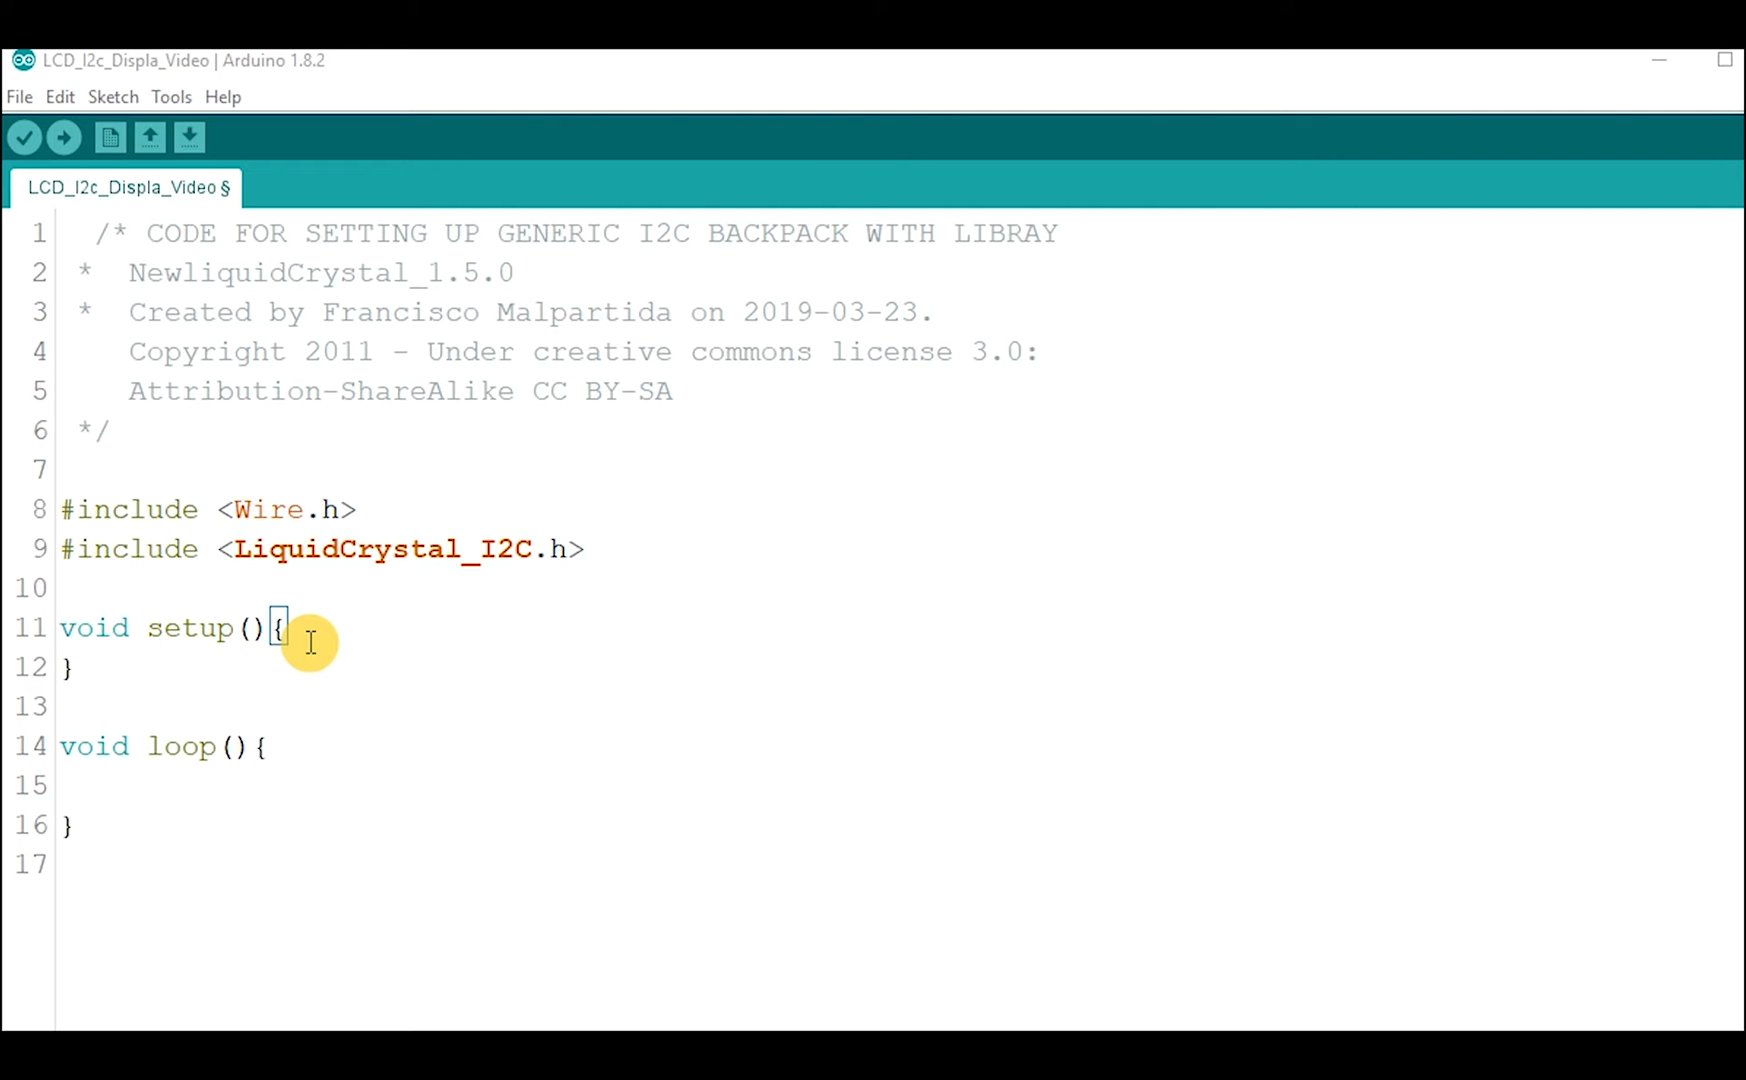 LCD_I2c_Displa_Video | Arduino 1.8.2
File Edit Sketch Tools Help
LCD_I2c_Displa_Video §
1 /* CODE FOR SETTING UP GENERIC I2C BACKPACK WITH LIBRAY
2 * NewliquidCrystal_1.5.0
3 * Created by Francisco Malpartida on 2019-03-23.
4 Copyright 2011 - Under creative commons license 3.0:
5 Attribution-ShareAlike CC BY-SA
6 */
7
8 #include <Wire.h>
9 #include <LiquidCrystal_I2C.h>
10
11 void setup(){
12 }
13
14 void loop(){
15
16 }
17